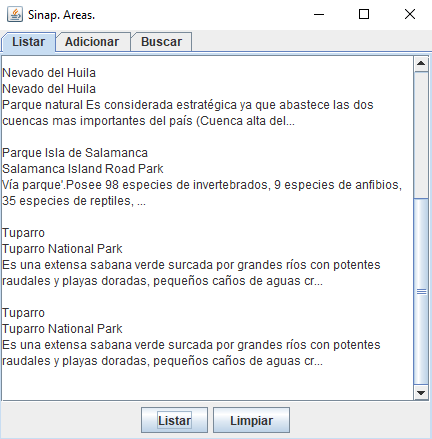 Sinap. Areas.
Listar Adicionar Buscar
Nevado del Huila
Nevado del Huila
Parque natural Es considerada estratégica ya que abastece las dos
cuencas mas importantes del país (Cuenca alta del...
Parque Isla de Salamanca
Salamanca Island Road Park
Vía parque'.Posee 98 especies de invertebrados, 9 especies de anfibios,
35 especies de reptiles, ...
Tuparro
Tuparro National Park
Es una extensa sabana verde surcada por grandes ríos con potentes
raudales y playas doradas, pequeños caños de aguas cr...
Tuparro
Tuparro National Park
Es una extensa sabana verde surcada por grandes ríos con potentes
raudales y playas doradas, pequeños caños de aguas cr...
Listar Limpiar